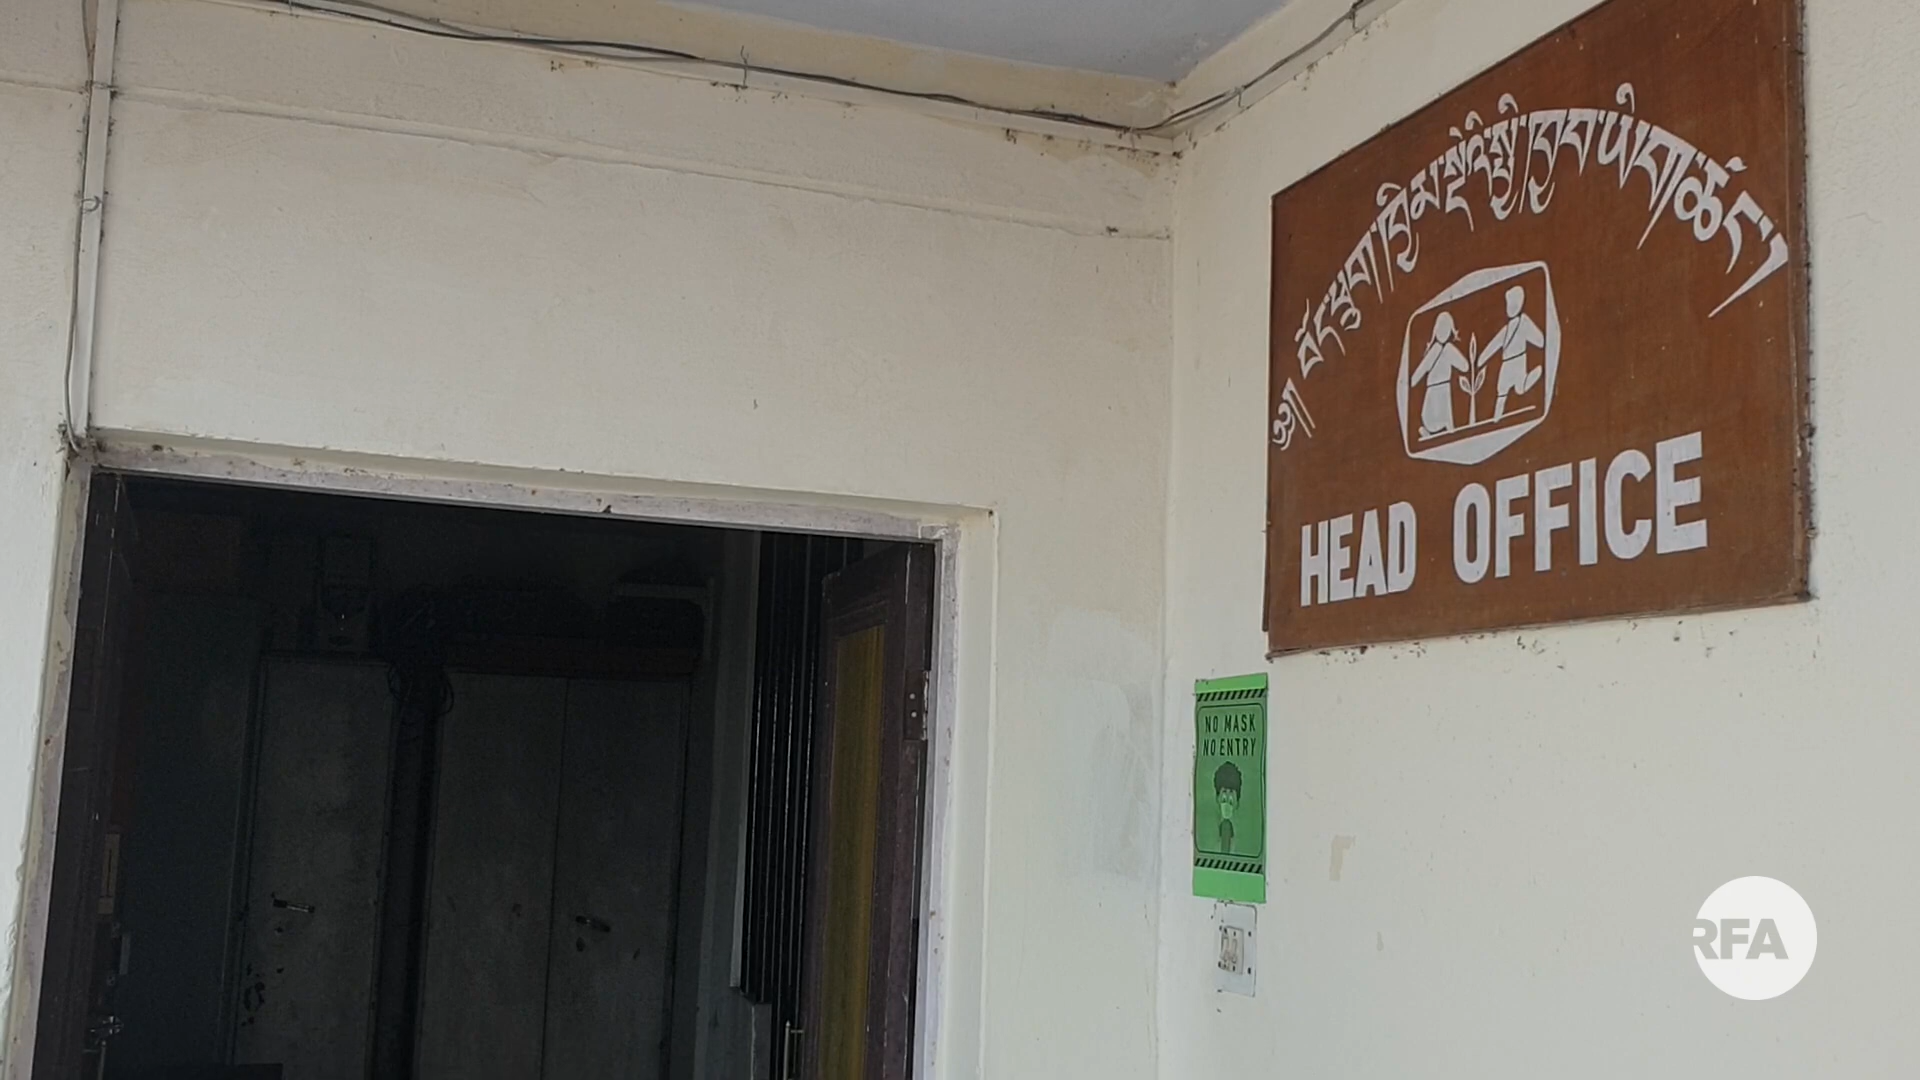 ༄༅། བོད་ཕྲུག་ཁྱིམ་སྡེའི་སྤྱི་ཁྱབ་ཡིག་ཚང་།
HEAD OFFICE
NO MASK
NO ENTRY
RFA